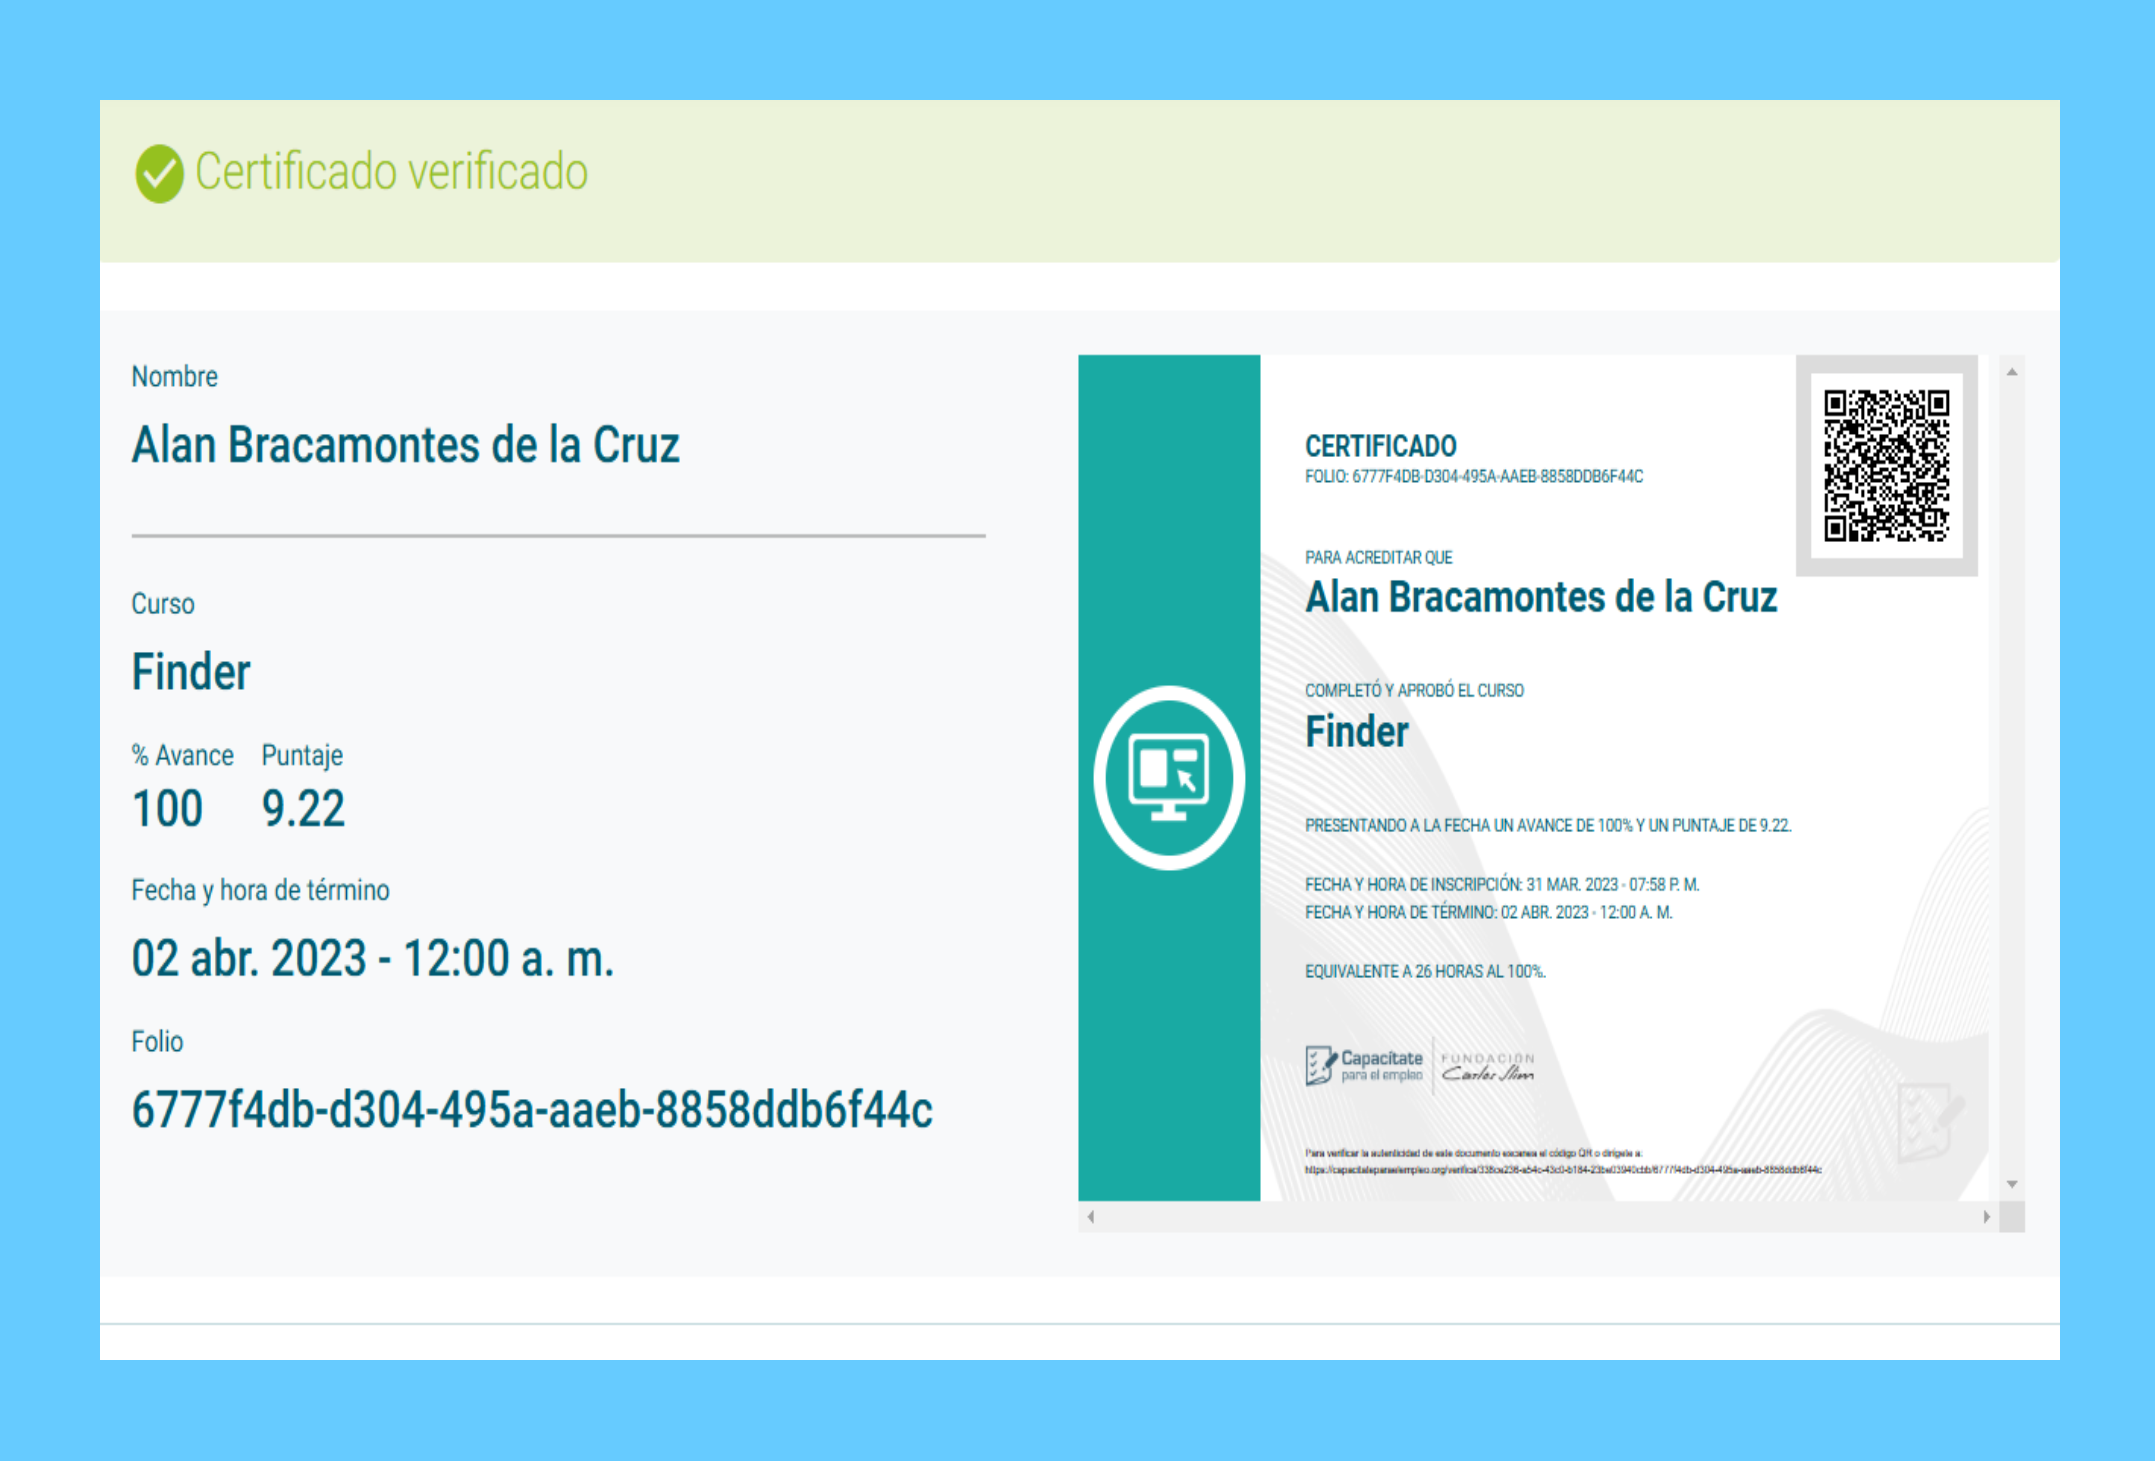 Certificado verificado
Nombre
Alan Bracamontes de la Cruz
Curso
Finder
% Avance Puntaje
100 9.22
Fecha y hora de término
02 abr. 2023 - 12:00 a. m.
Folio
6777f4db-d304-495a-aaeb-8858ddb6f44c
CERTIFICADO
FOLIO: 6777F4DB-D304-495A-AAEB-8858DDB6F44C
PARA ACREDITAR QUE
Alan Bracamontes de la Cruz
COMPLETÓ Y APROBÓ EL CURSO
Finder
PRESENTANDO A LA FECHA UN AVANCE DE 100% Y UN PUNTAJE DE 9.22.
FECHA Y HORA DE INSCRIPCIÓN: 31 MAR. 2023 - 07:58 P. M.
FECHA Y HORA DE TÉRMINO: 02 ABR. 2023 - 12:00 A. M.
EQUIVALENTE A 26 HORAS AL 100%.
Capacítate
para el empleo
FUNDACIÓN
Carlos Slim
Para verificar la autenticidad de este documento escanea el código QR o dirígete a: